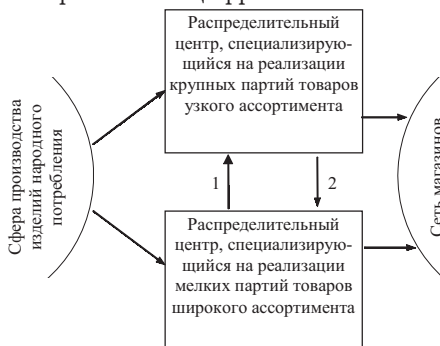 Распределительный
центр, специализирую-
щийся на реализации
крупных партий товаров
узкого ассортимента
Сфера производства
изделий народного
потребления
1
2
Сеть магазинов
Распределительный
центр, специализирую-
щийся на реализации
мелких партий товаров
широкого ассортимента